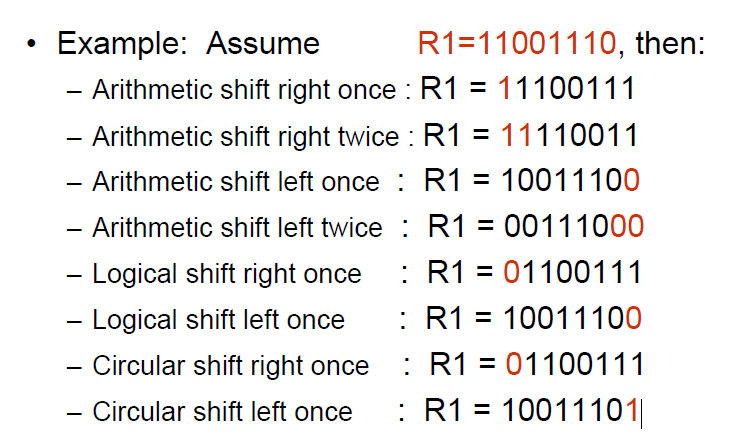 • Example: Assume R1=11001110, then:
– Arithmetic shift right once : R1 = 11100111
– Arithmetic shift right twice : R1 = 11110011
– Arithmetic shift left once : R1 = 10011100
– Arithmetic shift left twice : R1 = 00111000
– Logical shift right once : R1 = 01100111
– Logical shift left once : R1 = 10011100
– Circular shift right once : R1 = 01100111
– Circular shift left once : R1 = 10011101